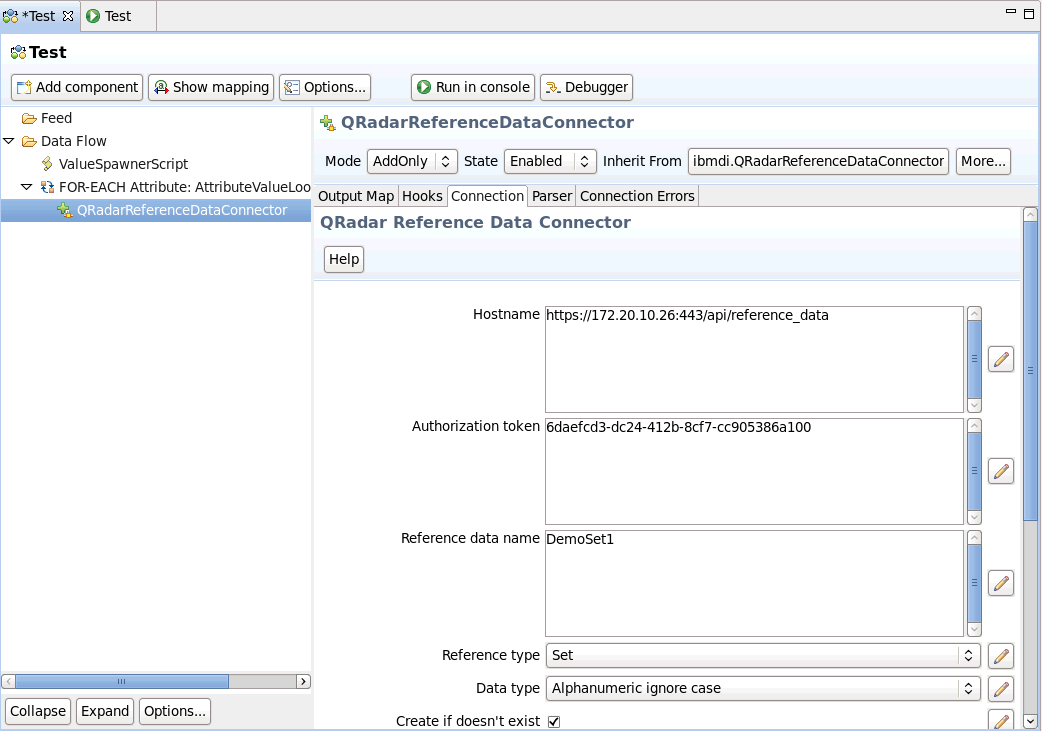 *Test
Test
Test
Add component
Show mapping
Options...
Run in console
Debugger
Feed
Data Flow
ValueSpawnerScript
FOR-EACH Attribute: AttributeValueLoo
QRadarReferenceDataConnector
Collapse
Expand
Options...
QRadarReferenceDataConnector
Mode AddOnly State Enabled Inherit From ibmdi.QRadarReferenceDataConnector More...
Output Map Hooks Connection Parser Connection Errors
QRadar Reference Data Connector
Help
Hostname https://172.20.10.26:443/api/reference_data
Authorization token 6daefcd3-dc24-412b-8cf7-cc905386a100
Reference data name DemoSet1
Reference type Set
Data type Alphanumeric ignore case
Create if doesn't exist